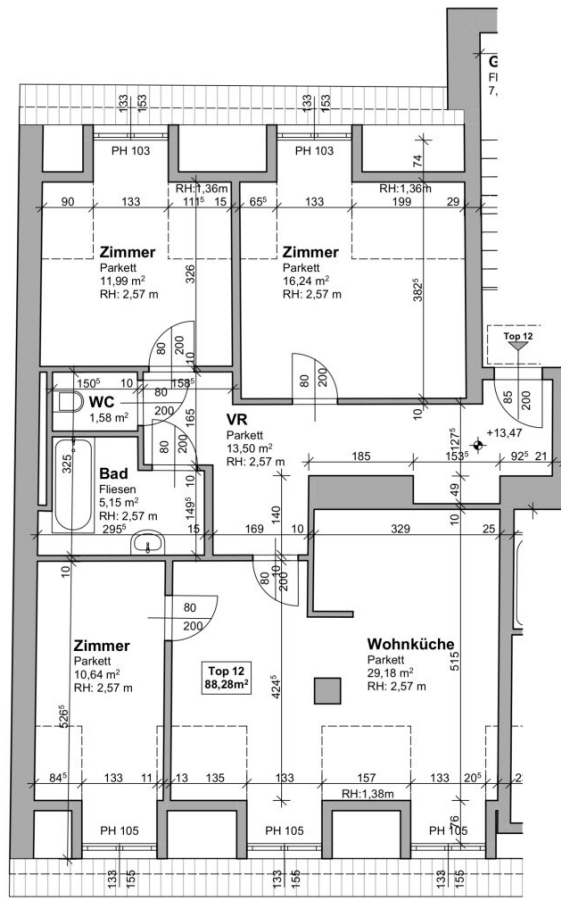 G
Fl
7,
133
153
133
153
PH 103
PH 103
74
RH:1,36m
RH:1,36m
90
133
111⁵
15
65⁵
133
199
29
Zimmer
Parkett
11,99 m²
RH: 2,57 m
326
Zimmer
Parkett
16,24 m²
RH: 2,57 m
382⁵
Top 12
80
200
10
80
200
85
200
150⁵
10
158⁵
WC
1,58 m²
80
200
165
VR
Parkett
13,50 m²
RH: 2,57 m
10
127⁵
+13,47
80
200
325
Bad
Fliesen
5,15 m²
RH: 2,57 m
185
153⁵
92⁵
21
10
149⁵
140
49
295⁵
15
169
10
329
10
25
10
80
200
10
80
200
Zimmer
Parkett
10,64 m²
RH: 2,57 m
Top 12
88,28m²
Wohnküche
Parkett
29,18 m²
RH: 2,57 m
515
526⁵
424⁵
84⁵
133
11
13
135
133
157
133
20⁵
RH:1,38m
76
PH 105
PH 105
PH 105
133
155
133
155
133
155